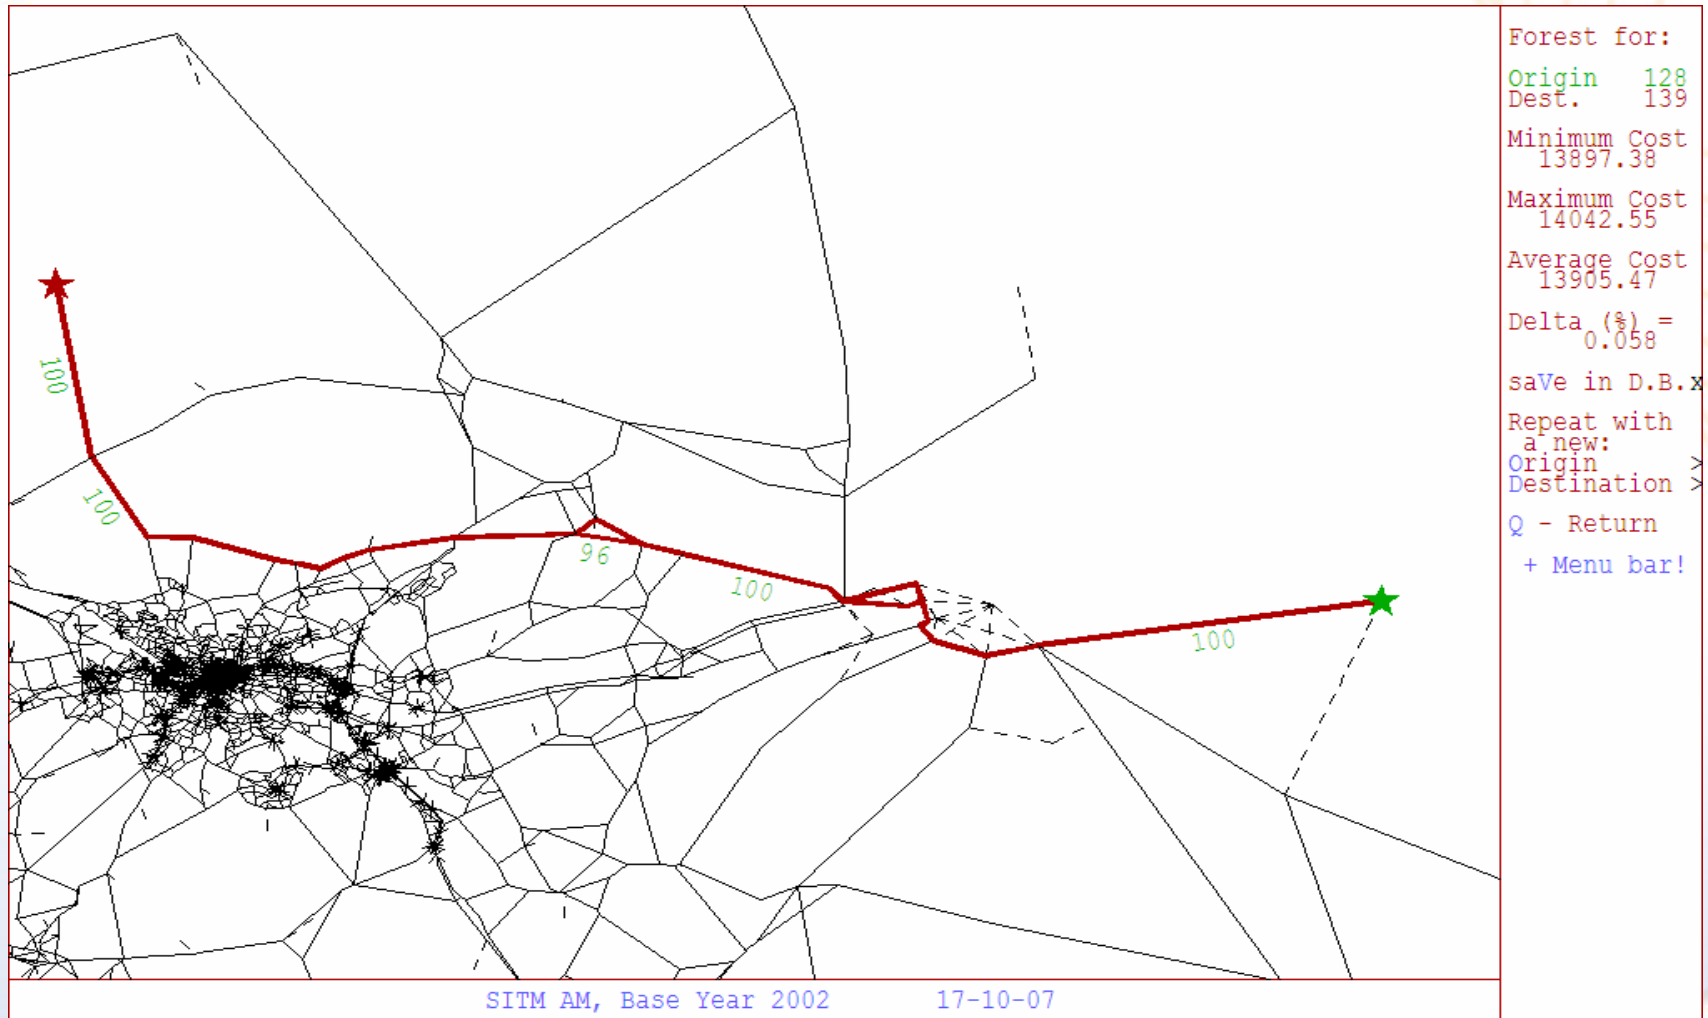 Forest for:
Origin 128
Dest. 139
Minimum Cost
13897.38
Maximum Cost
14042.55
Average Cost
13905.47
Delta (%) =
0.058
saVe in D.B.x
Repeat with
a new:
Origin >
Destination >
Q - Return
+ Menu bar!
100
100
96
100
100
SITM AM, Base Year 2002 17-10-07